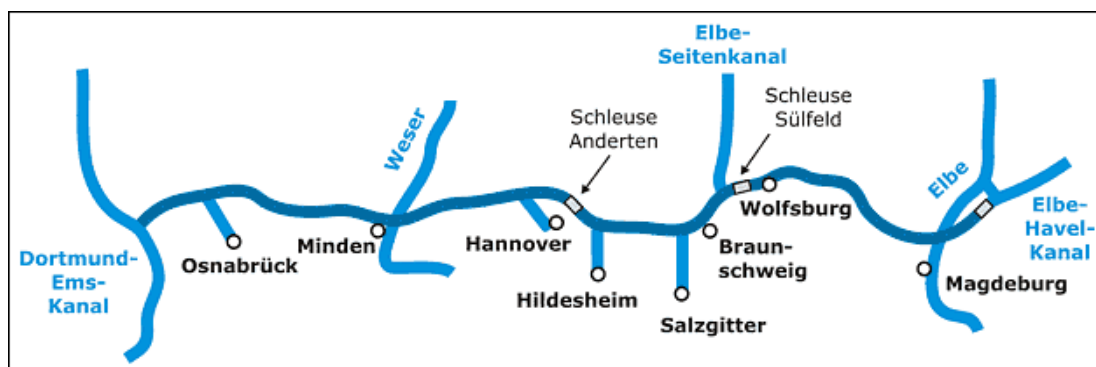 Elbe-
Seitenkanal
Schleuse
Sülfeld
Schleuse
Anderten
Weser
Elbe
Wolfsburg
Elbe-
Havel-
Kanal
Minden
Hannover
Braun-
schweig
Dortmund-
Ems-
Kanal
Osnabrück
Magdeburg
Hildesheim
Salzgitter